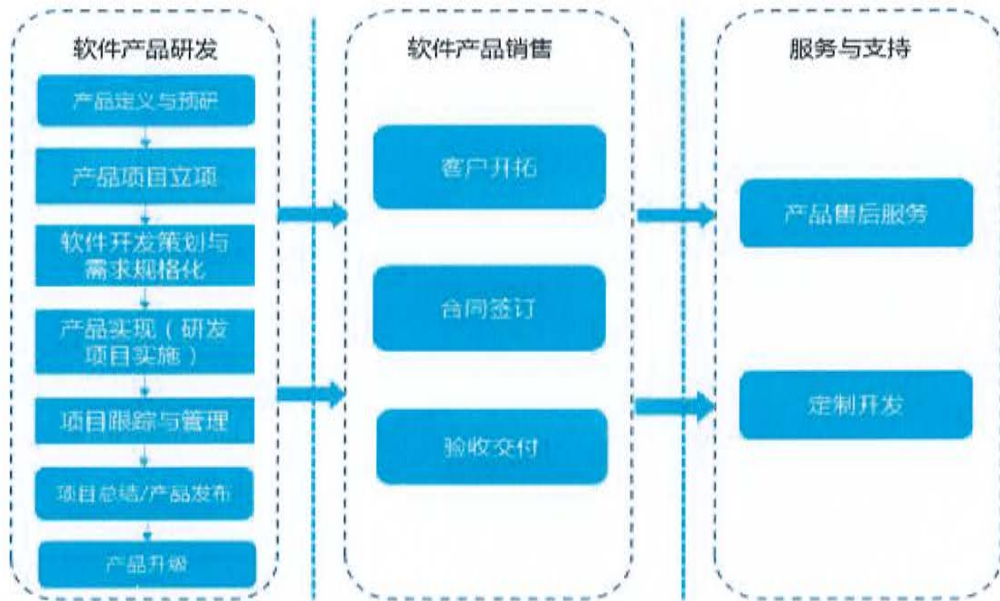 软件产品研发
产品定义与预研
产品项目立项
软件开发策划与
需求规格化
产品实现（研发
项目实施）
项目跟踪与管理
项目总结/产品发布
产品升级
软件产品销售
客户开拓
合同签订
验收交付
服务与支持
产品售后服务
定制开发